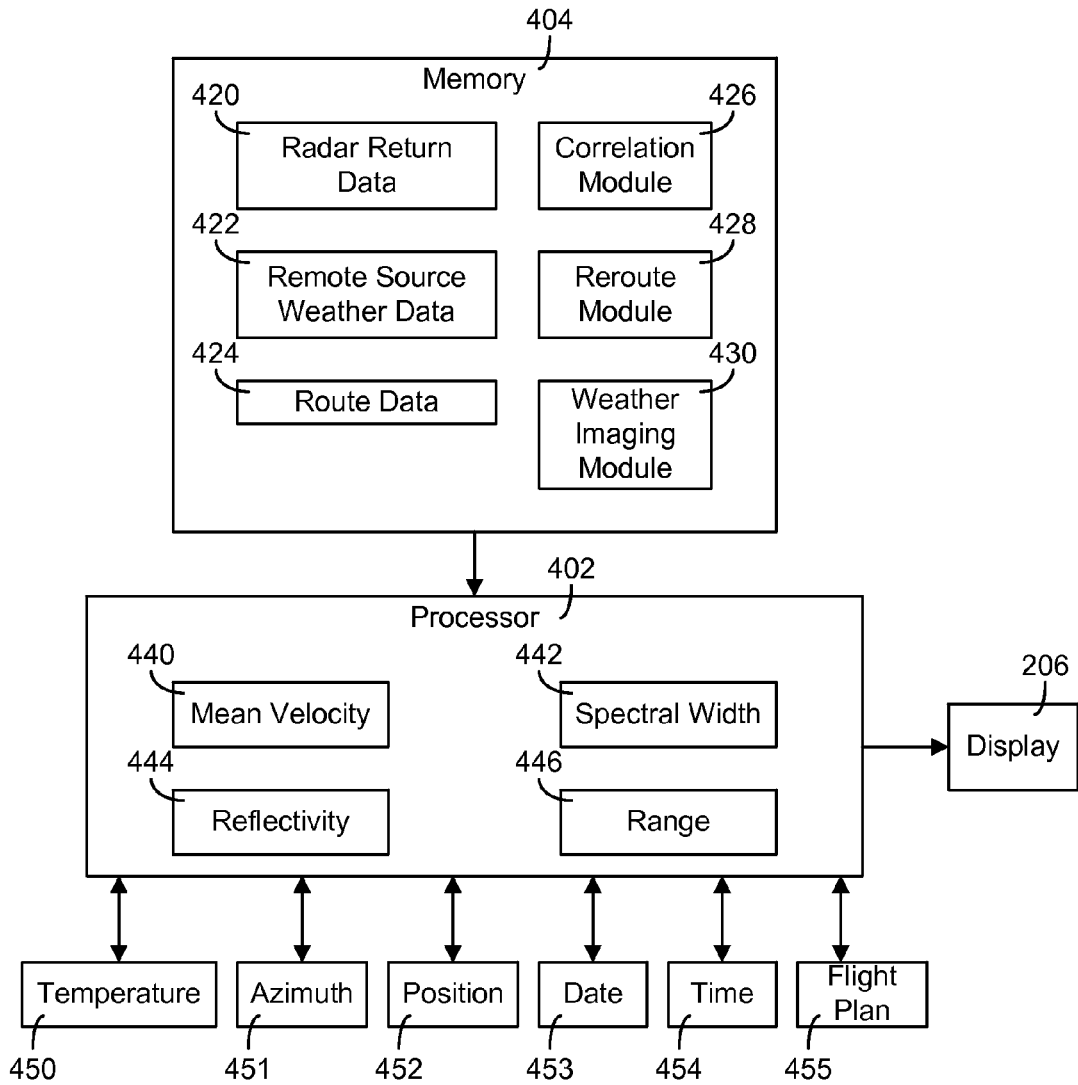 404
Memory
420
426
Radar Return
Data
Correlation
Module
422
428
Remote Source
Weather Data
Reroute
Module
424
430
Route Data
Weather
Imaging
Module
402
Processor
440
442
Mean Velocity
Spectral Width
444
446
Reflectivity
Range
206
Display
Temperature
Azimuth
Position
Date
Time
Flight
Plan
450
451
452
453
454
455